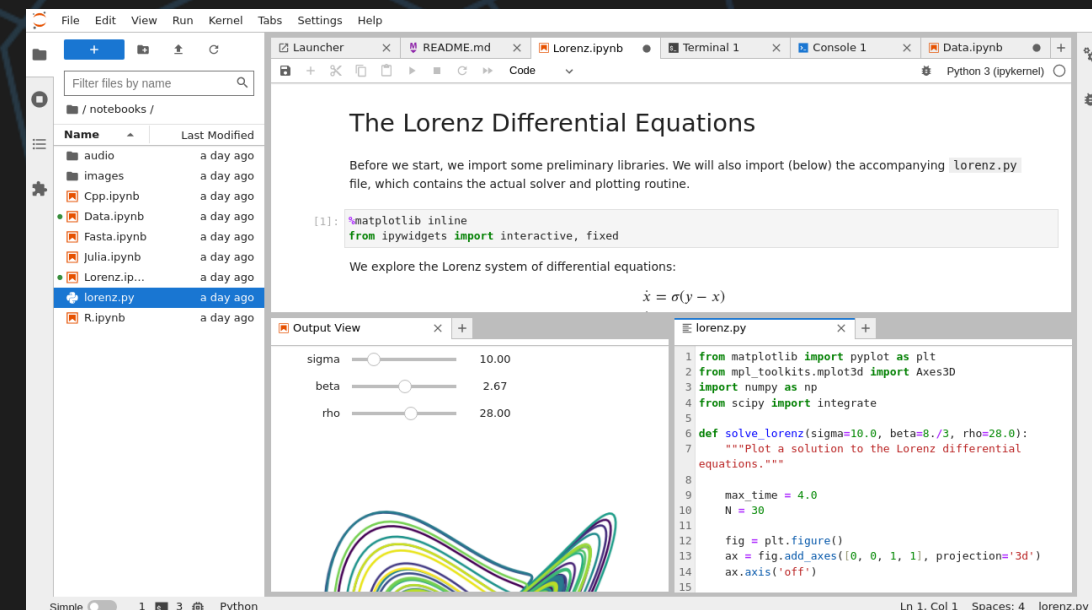 File Edit View Run Kernel Tabs Settings Help
+
Filter files by name
/ notebooks /
Name Last Modified
audio a day ago
images a day ago
Cpp.ipynb a day ago
Data.ipynb a day ago
Fasta.ipynb a day ago
Julia.ipynb a day ago
Lorenz.ip... a day ago
lorenz.py a day ago
R.ipynb a day ago
Launcher README.md Lorenz.ipynb Terminal 1 Console 1 Data.ipynb
Code Python 3 (ipykernel)
The Lorenz Differential Equations
Before we start, we import some preliminary libraries. We will also import (below) the accompanying lorenz.py
file, which contains the actual solver and plotting routine.
[1]: %matplotlib inline
from ipywidgets import interactive, fixed
We explore the Lorenz system of differential equations:
ẋ = σ(y − x)
Output View
sigma 10.00
beta 2.67
rho 28.00
lorenz.py
1 from matplotlib import pyplot as plt
2 from mpl_toolkits.mplot3d import Axes3D
3 import numpy as np
4 from scipy import integrate
5
6 def solve_lorenz(sigma=10.0, beta=8./3, rho=28.0):
7 """Plot a solution to the Lorenz differential
equations."""
8
9 max_time = 4.0
10 N = 30
11
12 fig = plt.figure()
13 ax = fig.add_axes([0, 0, 1, 1], projection='3d')
14 ax.axis('off')
15
Simple 1 3 Python Ln 1, Col 1 Spaces: 4 lorenz.py